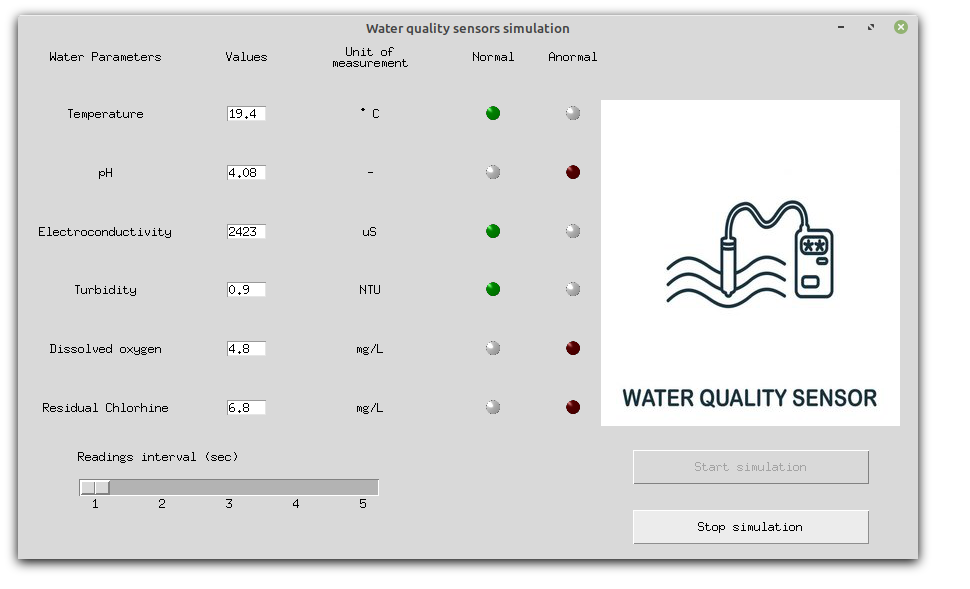 Water quality sensors simulation
Water Parameters Values Unit of measurement Normal Anormal
Temperature 19.4 ° C
pH 4.08 -
Electroconductivity 2423 uS
Turbidity 0.9 NTU
Dissolved oxygen 4.8 mg/L
Residual Chlorhine 6.8 mg/L
**
WATER QUALITY SENSOR
Readings interval (sec)
1 2 3 4 5
Start simulation
Stop simulation